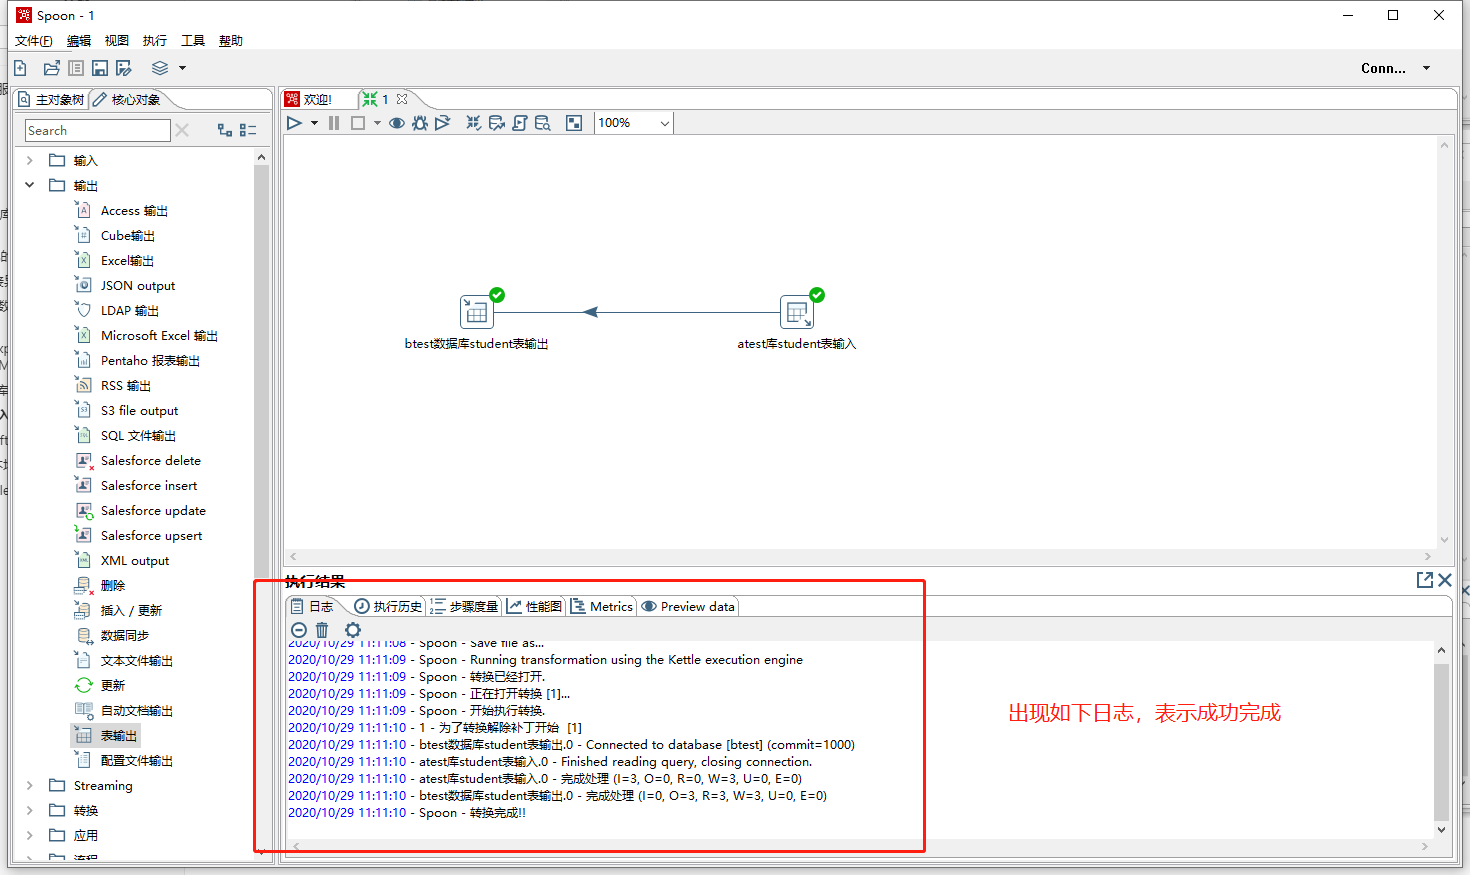 Spoon - 1
文件(F) 编辑 视图 执行 工具 帮助
Conn...
主对象树 核心对象
欢迎! 1
Search
100%
输入
输出
Access 输出
Cube输出
Excel输出
JSON output
LDAP 输出
Microsoft Excel 输出
Pentaho 报表输出
RSS 输出
S3 file output
SQL 文件输出
Salesforce delete
Salesforce insert
Salesforce update
Salesforce upsert
XML output
删除
插入 / 更新
数据同步
文本文件输出
更新
自动文档输出
表输出
配置文件输出
Streaming
转换
应用
流程
btest数据库student表输出
atest库student表输入
执行结果
日志 执行历史 步骤度量 性能图 Metrics Preview data
2020/10/29 11:11:08 - Spoon - Save file as...
2020/10/29 11:11:09 - Spoon - Running transformation using the Kettle execution engine
2020/10/29 11:11:09 - Spoon - 转换已经打开.
2020/10/29 11:11:09 - Spoon - 正在打开转换 [1]...
2020/10/29 11:11:09 - Spoon - 开始执行转换.
2020/10/29 11:11:10 - 1 - 为了转换解除补丁开始  [1]
2020/10/29 11:11:10 - btest数据库student表输出.0 - Connected to database [btest] (commit=1000)
2020/10/29 11:11:10 - atest库student表输入.0 - Finished reading query, closing connection.
2020/10/29 11:11:10 - atest库student表输入.0 - 完成处理 (I=3, O=0, R=0, W=3, U=0, E=0)
2020/10/29 11:11:10 - btest数据库student表输出.0 - 完成处理 (I=0, O=3, R=3, W=3, U=0, E=0)
2020/10/29 11:11:10 - Spoon - 转换完成!!
出现如下日志，表示成功完成